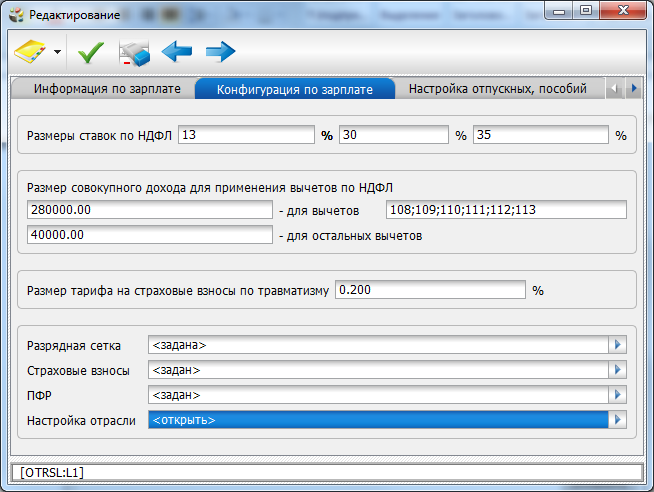 Редактирование
Информация по зарплате Конфигурация по зарплате Настройка отпускных, пособий
Размеры ставок по НДФЛ 13 % 30 % 35 %
Размер совокупного дохода для применения вычетов по НДФЛ
280000.00 - для вычетов 108;109;110;111;112;113
40000.00 - для остальных вычетов
Размер тарифа на страховые взносы по травматизму 0.200 %
Разрядная сетка <задана>
Страховые взносы <задан>
ПФР <задан>
Настройка отрасли <открыть>
[OTRSL:L1]